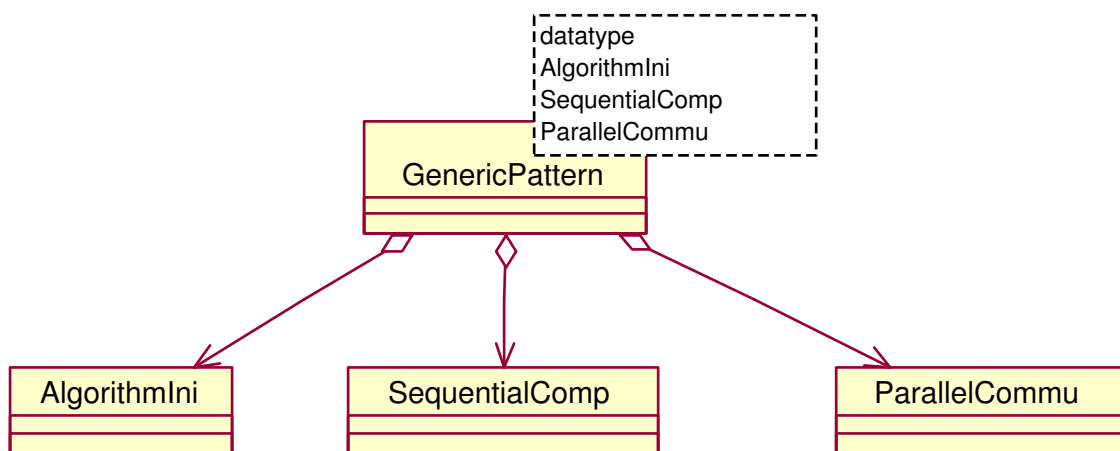 datatype
AlgorithmIni
SequentialComp
ParallelCommu
GenericPattern
AlgorithmIni
SequentialComp
ParallelCommu